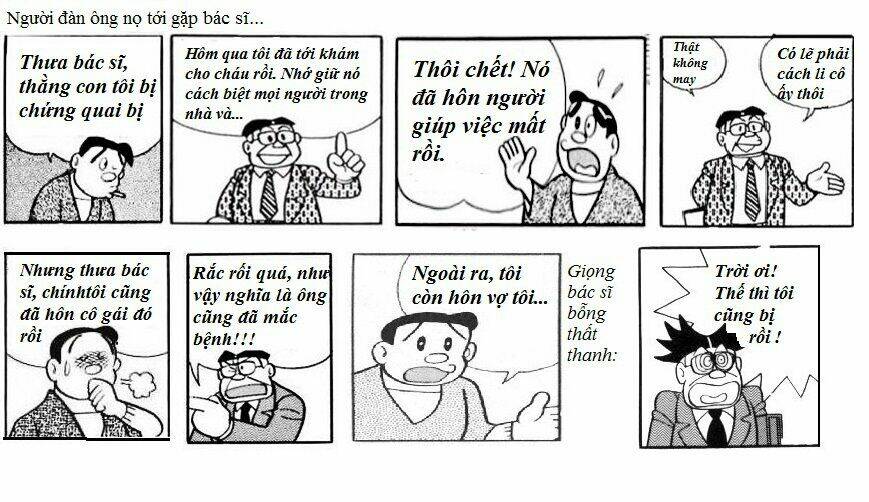 Người đàn ông nọ tới gặp bác sĩ...
Thưa bác sĩ,
thằng con tôi bị
chứng quai bị
Hôm qua tôi đã tới khám
cho cháu rồi. Nhớ giữ nó
cách biệt mọi người trong
nhà và...
Thôi chết! Nó
đã hôn người
giúp việc mất
rồi.
Thật
không
may
Có lẽ phải
cách li cô
ấy thôi
Nhưng thưa bác
sĩ, chínhtôi cũng
đã hôn cô gái đó
rồi
Rắc rối quá, như
vậy nghĩa là ông
cũng đã mắc
bệnh!!!
Ngoài ra, tôi
còn hôn vợ tôi...
Giọng
bác sĩ
bỗng
thất
thanh:
Trời ơi!
Thế thì tôi
cũng bị
rồi !